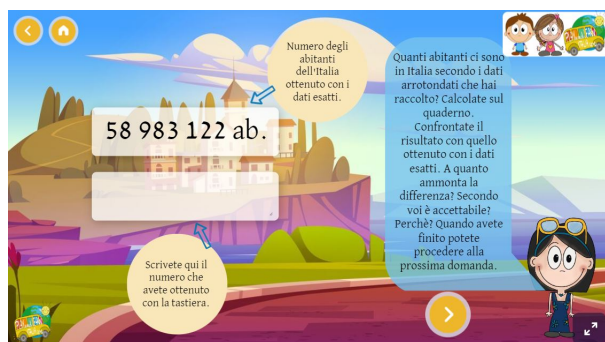 Numero degli
abitanti
dell'Italia
ottenuto con i
dati esatti.
58 983 122 ab.
Scrivete qui il
numero che
avete ottenuto
con la tastiera.
Quanti abitanti ci sono
in Italia secondo i dati
arrotondati che hai
raccolto? Calcolate sul
quaderno.
Confrontate il
risultato con quello
ottenuto con i dati
esatti. A quanto
ammonta la
differenza? Secondo
voi è accettabile?
Perchè? Quando avete
finito potete
procedere alla
prossima domanda.